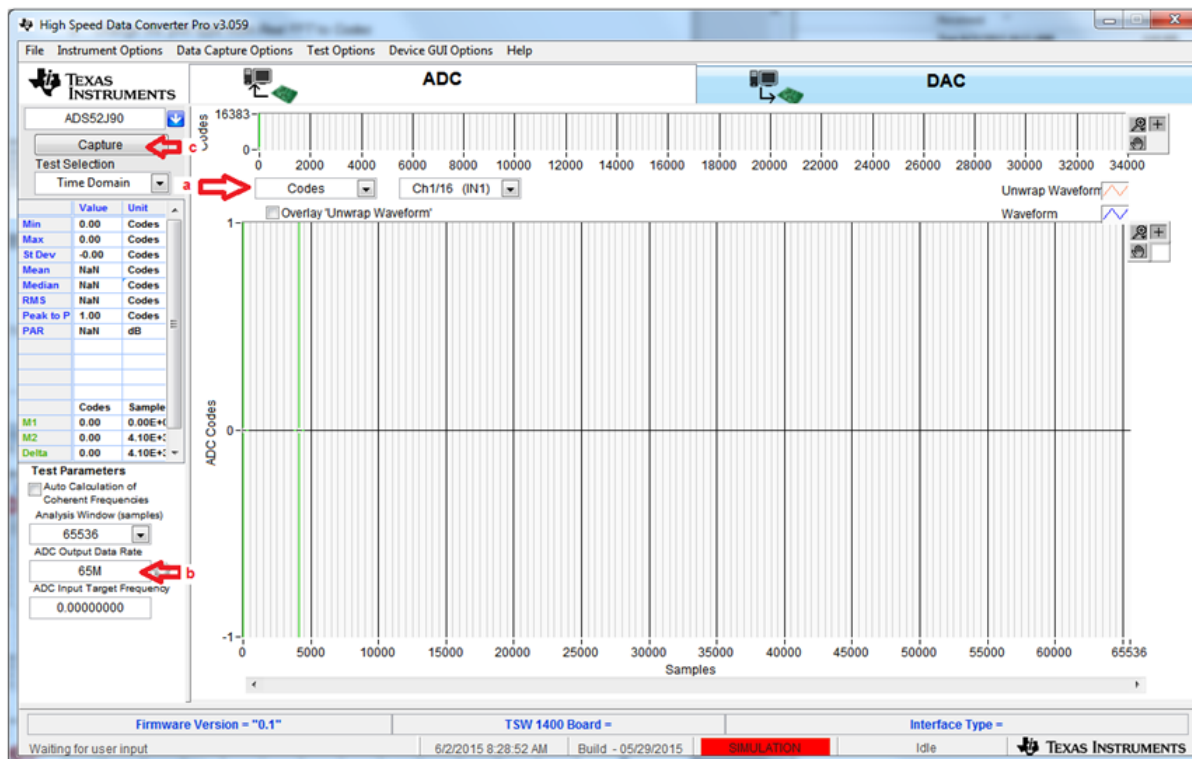 High Speed Data Converter Pro v3.059
File Instrument Options Data Capture Options Test Options Device GUI Options Help
TEXAS INSTRUMENTS
ADC
DAC
ADS52J90
Capture
c
Test Selection
Time Domain
a
Value Unit
Min 0.00 Codes
Max 0.00 Codes
St Dev -0.00 Codes
Mean NaN Codes
Median NaN Codes
RMS NaN Codes
Peak to P 1.00 Codes
PAR NaN dB
Codes Sample
M1 0.00 0.00E+
M2 0.00 4.10E+
Delta 0.00 4.10E+
Test Parameters
Auto Calculation of
Coherent Frequencies
Analysis Window (samples)
65536
ADC Output Data Rate
65M
b
ADC Input Target Frequency
0.00000000
Codes
16383
0
0 2000 4000 6000 8000 10000 12000 14000 16000 18000 20000 22000 24000 26000 28000 30000 32000 34000
Codes
Ch1/16 (IN1)
Unwrap Waveform
Overlay 'Unwrap Waveform'
Waveform
ADC Codes
1
0
-1
0 5000 10000 15000 20000 25000 30000 35000 40000 45000 50000 55000 60000 65536
Samples
Firmware Version = "0.1"
TSW 1400 Board =
Interface Type =
Waiting for user input
6/2/2015 8:28:52 AM
Build - 05/29/2015
SIMULATION
Idle
TEXAS INSTRUMENTS